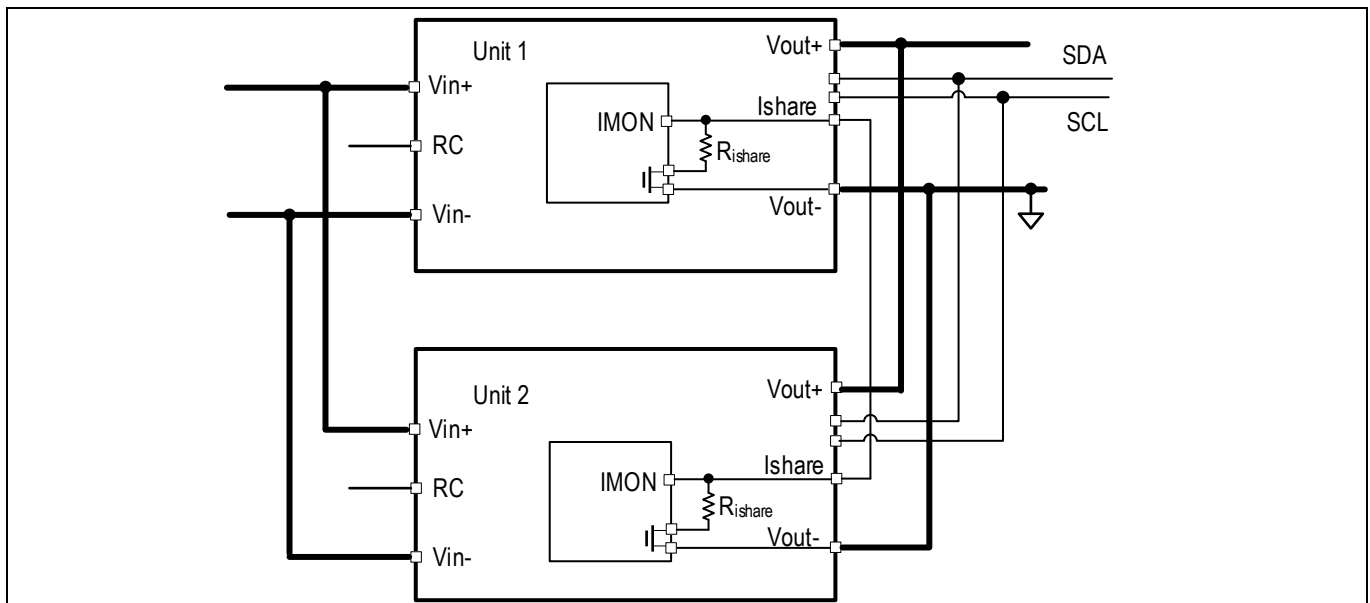 Unit 1
Vout+
SDA
Vin+
IMON
Ishare
SCL
RC
Rishare
Vin-
Vout-
Unit 2
Vout+
Vin+
IMON
Ishare
RC
Rishare
Vin-
Vout-